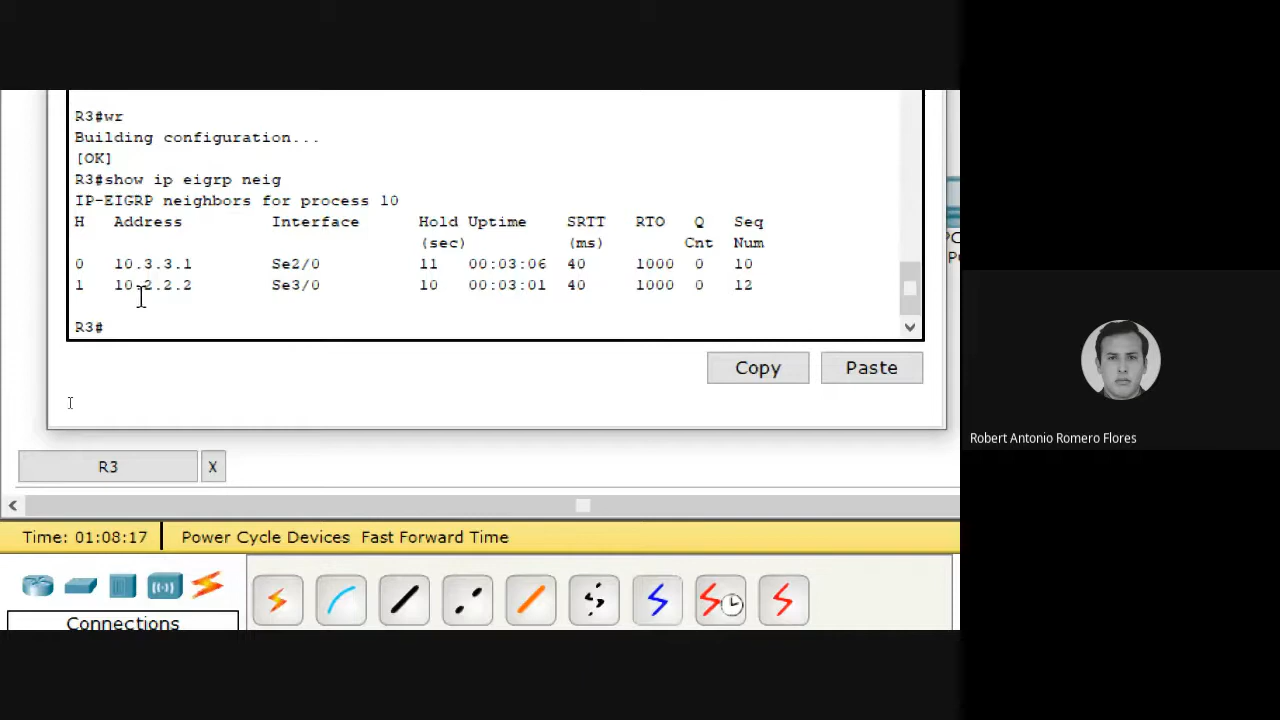 R3#wr
Building configuration...
[OK]
R3#show ip eigrp neig
IP-EIGRP neighbors for process 10
H Address Interface Hold Uptime SRTT RTO Q Seq
(sec) (ms) Cnt Num
0 10.3.3.1 Se2/0 11 00:03:06 40 1000 0 10
1 10.2.2.2 Se3/0 10 00:03:01 40 1000 0 12
R3#
Copy Paste
Robert Antonio Romero Flores
R3 X
Time: 01:08:17 Power Cycle Devices Fast Forward Time
Connections